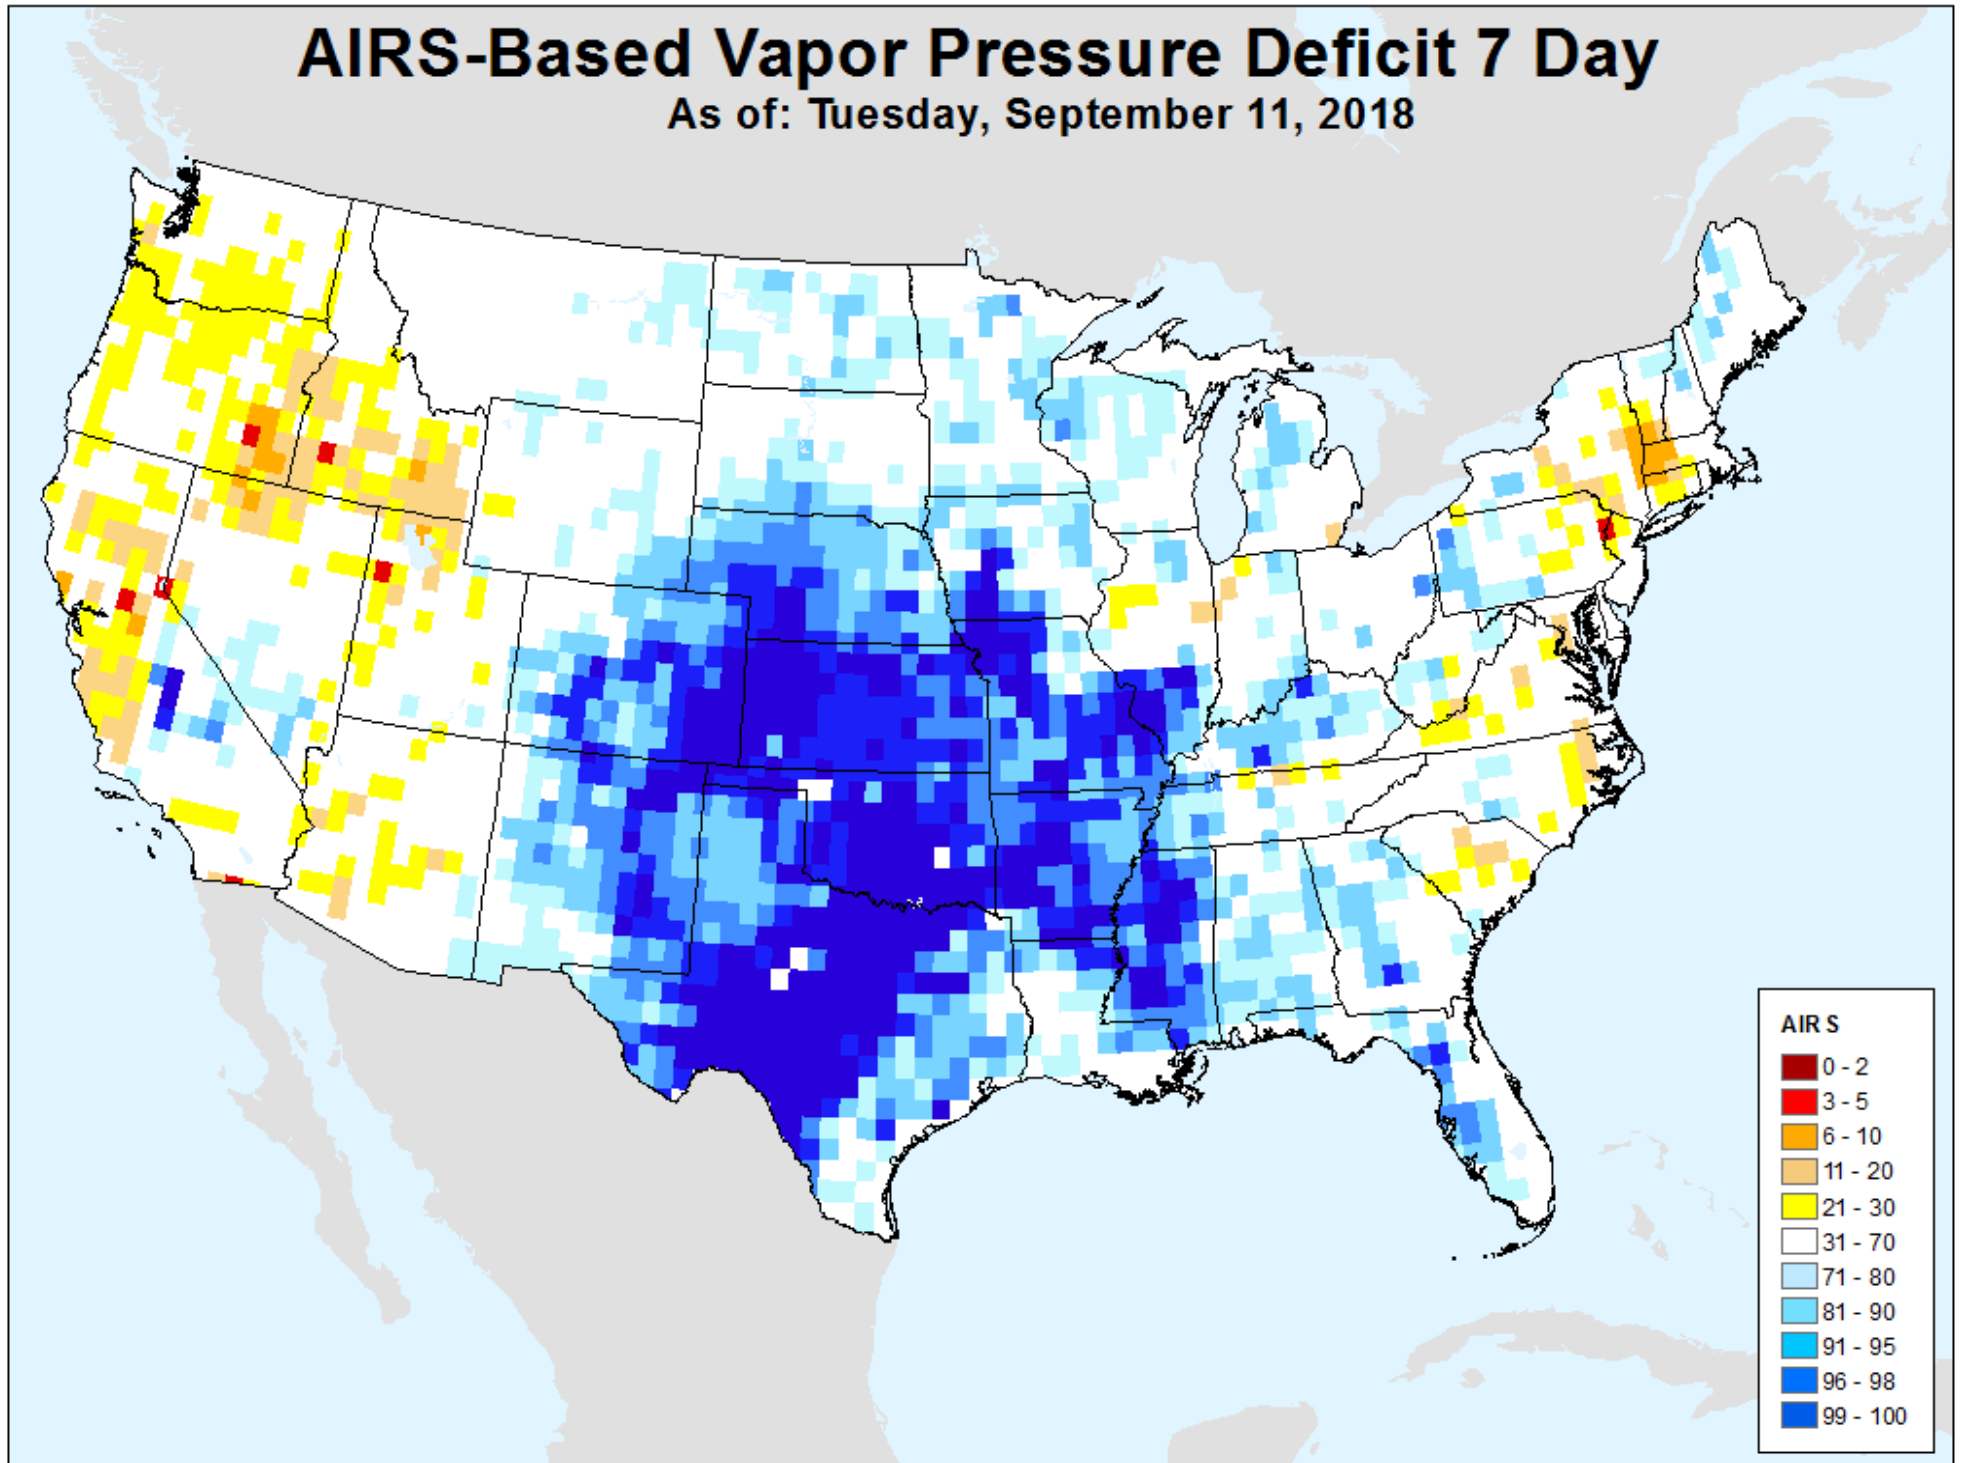 AIRS-Based Vapor Pressure Deficit 7 Day
As of: Tuesday, September 11, 2018
AIRS
0 - 2
3 - 5
6 - 10
11 - 20
21 - 30
31 - 70
71 - 80
81 - 90
91 - 95
96 - 98
99 - 100